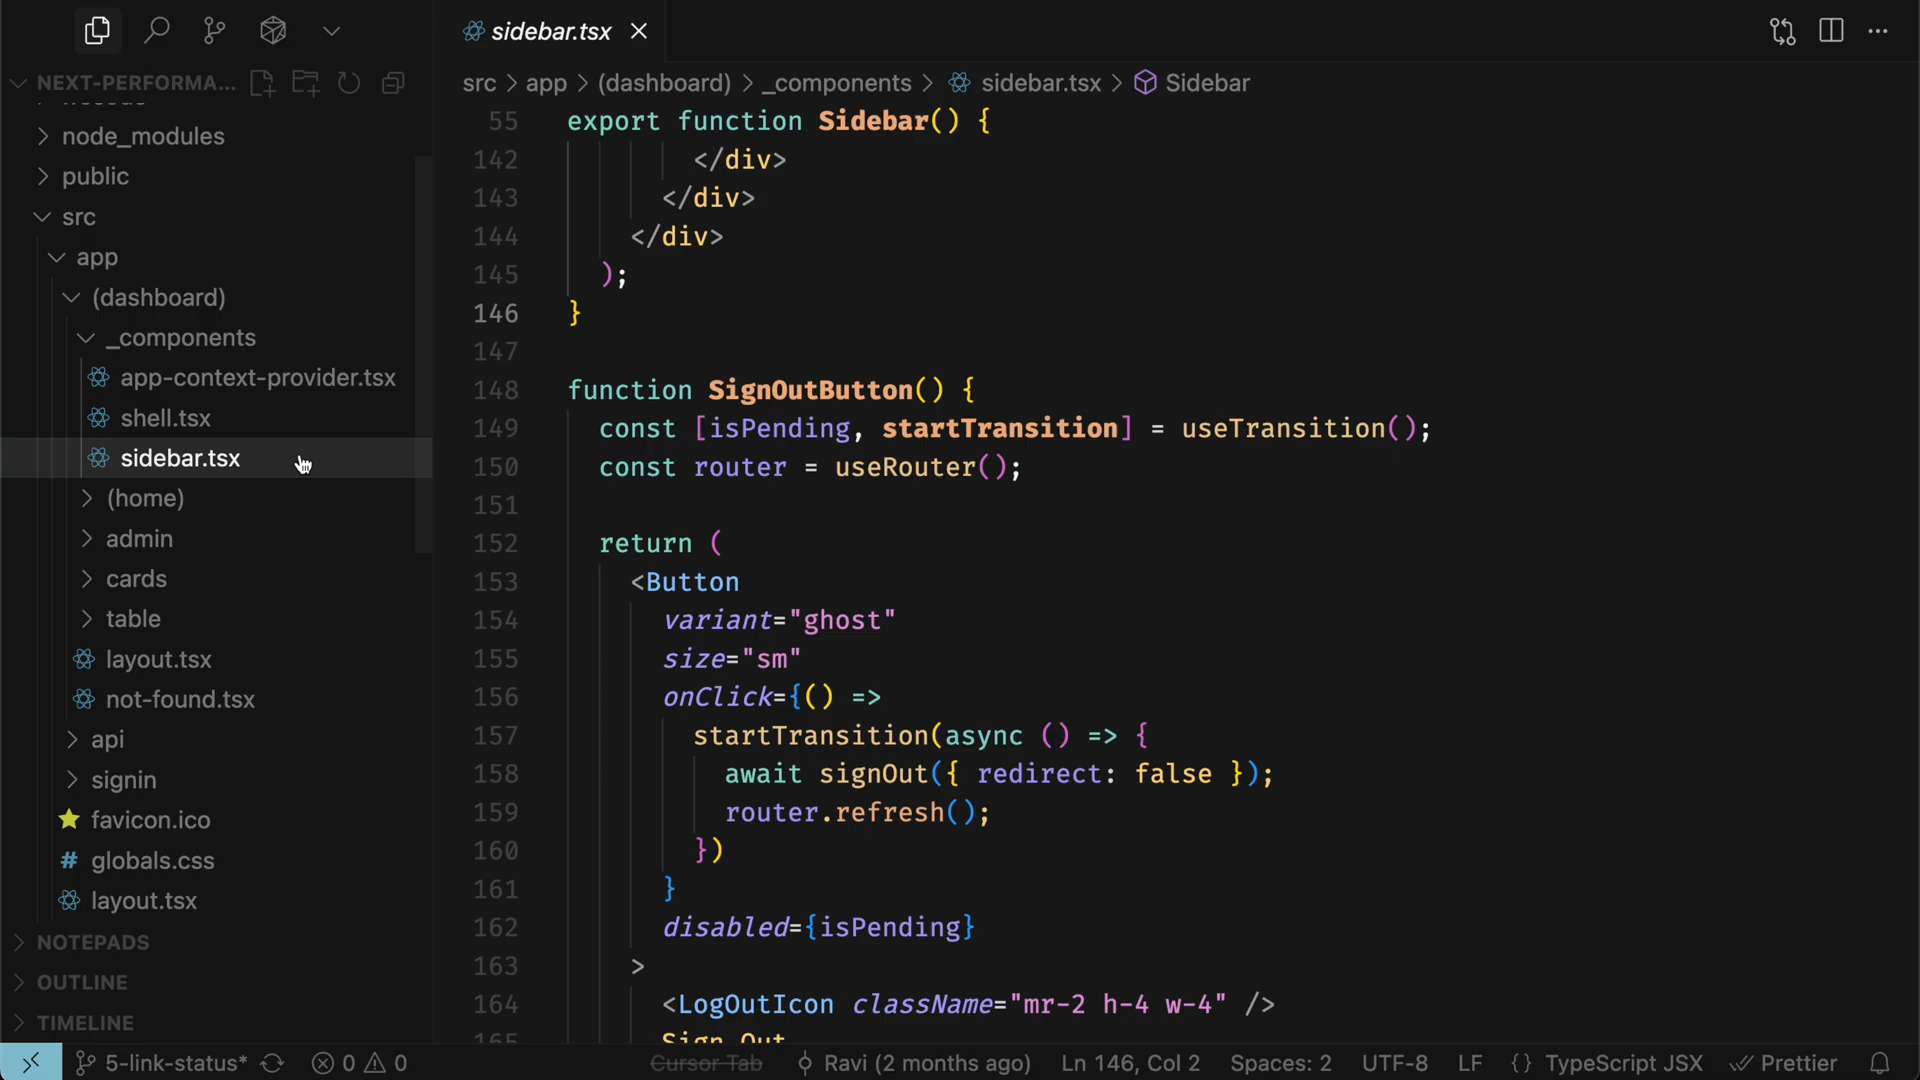 sidebar.tsx
NEXT-PERFORMA...
src > app > (dashboard) > _components > sidebar.tsx > Sidebar
node_modules
public
src
app
(dashboard)
_components
app-context-provider.tsx
shell.tsx
sidebar.tsx
(home)
admin
cards
table
layout.tsx
not-found.tsx
api
signin
favicon.ico
# globals.css
layout.tsx
NOTEPADS
OUTLINE
TIMELINE
55 export function Sidebar() {
142 </div>
143 </div>
144 </div>
145 );
146 }
147
148 function SignOutButton() {
149 const [isPending, startTransition] = useTransition();
150 const router = useRouter();
151
152 return (
153 <Button
154 variant="ghost"
155 size="sm"
156 onClick={() =>
157 startTransition(async () => {
158 await signOut({ redirect: false });
159 router.refresh();
160 })
161 }
162 disabled={isPending}
163 >
164 <LogOutIcon className="mr-2 h-4 w-4" />
165 Sign Out
5-link-status* 0 0 Cursor Tab Ravi (2 months ago) Ln 146, Col 2 Spaces: 2 UTF-8 LF {} TypeScript JSX Prettier